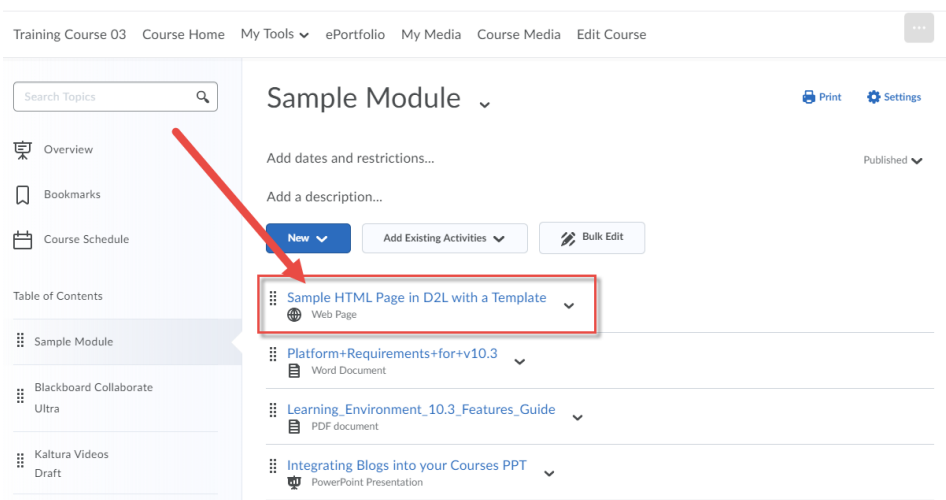 Training Course 03 Course Home My Tools ePortfolio My Media Course Media Edit Course
Search Topics
Overview
Bookmarks
Course Schedule
Table of Contents
Sample Module
Blackboard Collaborate
Ultra
Kaltura Videos
Draft
Sample Module
Print Settings
Add dates and restrictions...
Published
Add a description...
New Add Existing Activities Bulk Edit
Sample HTML Page in D2L with a Template
Web Page
Platform+Requirements+for+v10.3
Word Document
Learning_Environment_10.3_Features_Guide
PDF document
Integrating Blogs into your Courses PPT
PowerPoint Presentation